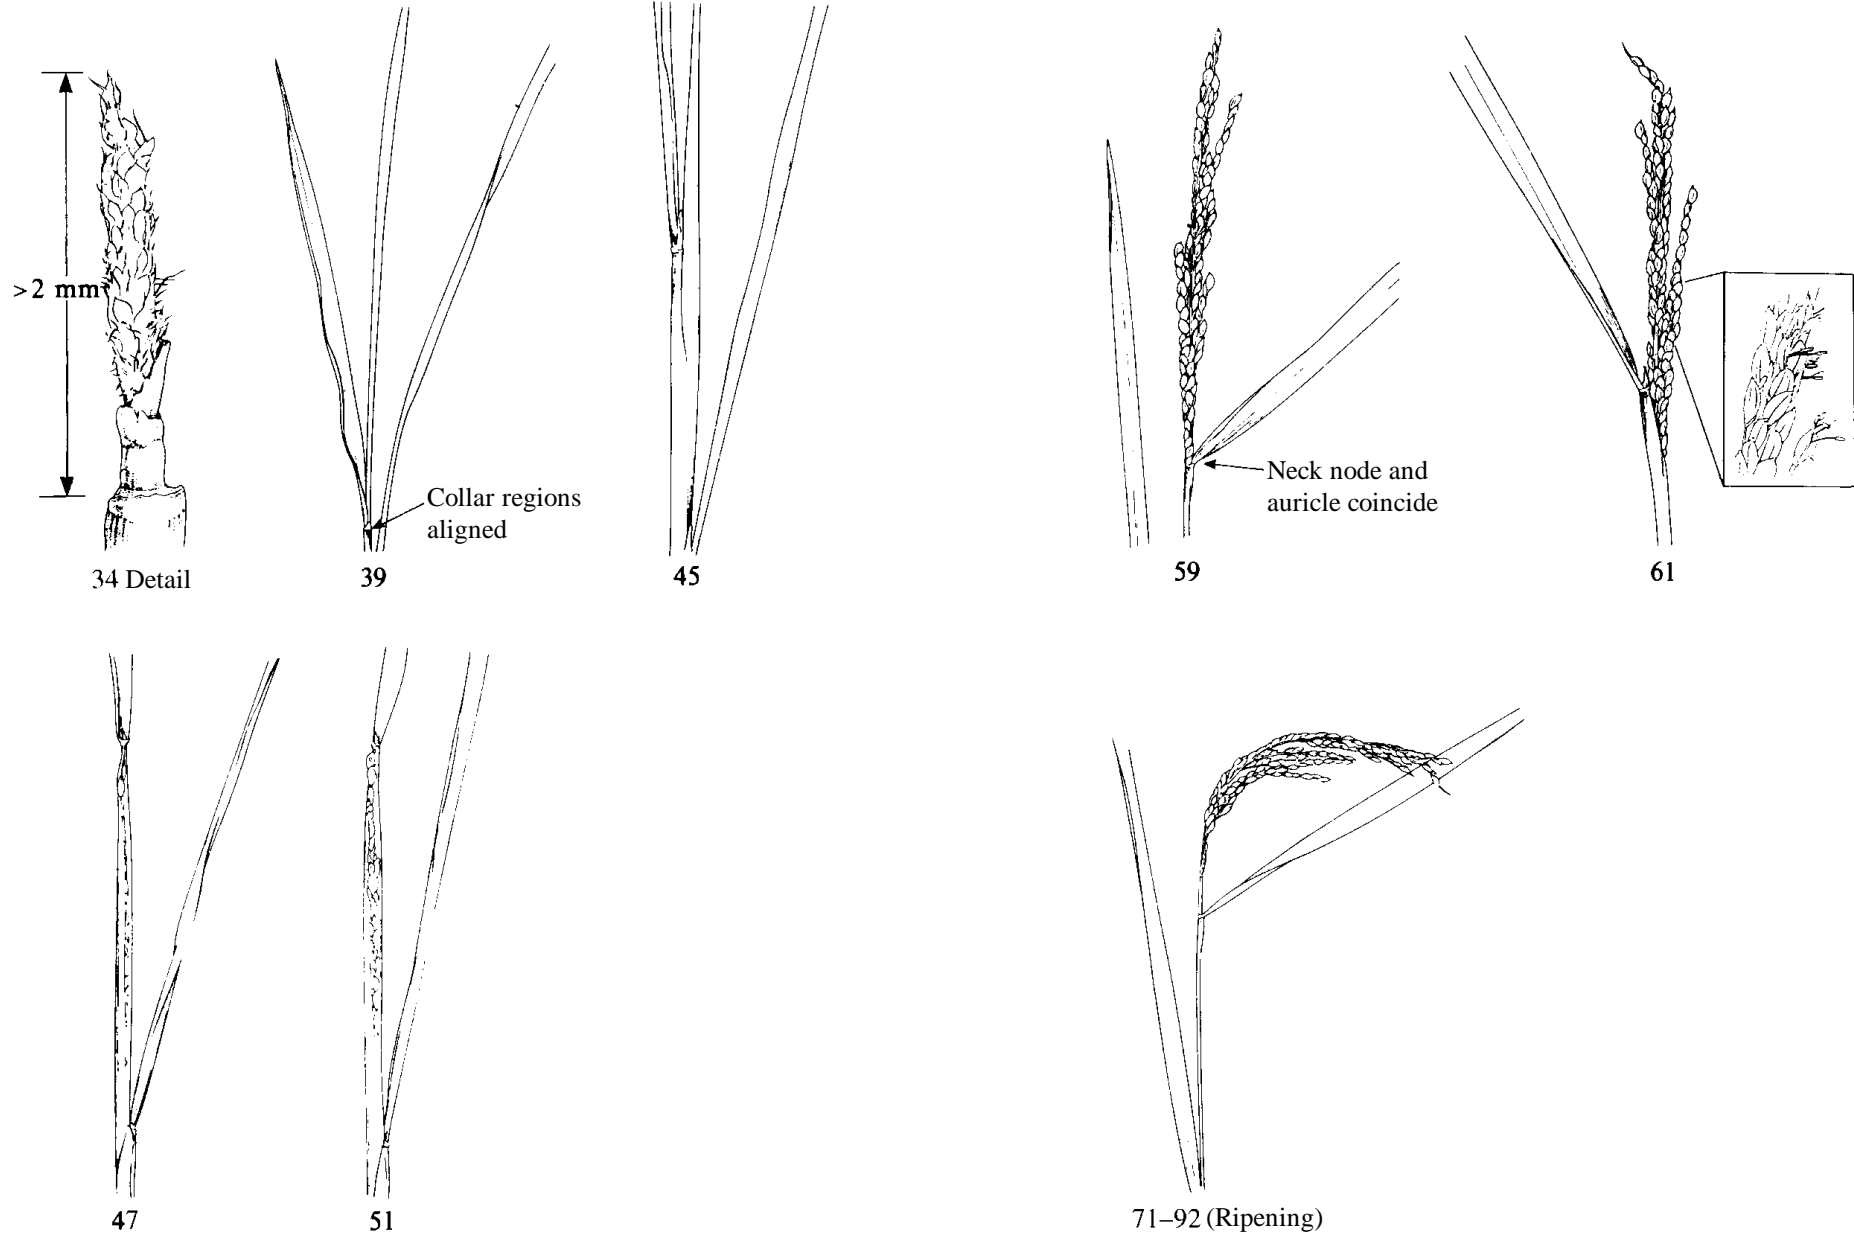 >2 mm
Collar regions
aligned
Neck node and
auricle coincide
34 Detail
39
45
59
61
47
51
71–92 (Ripening)